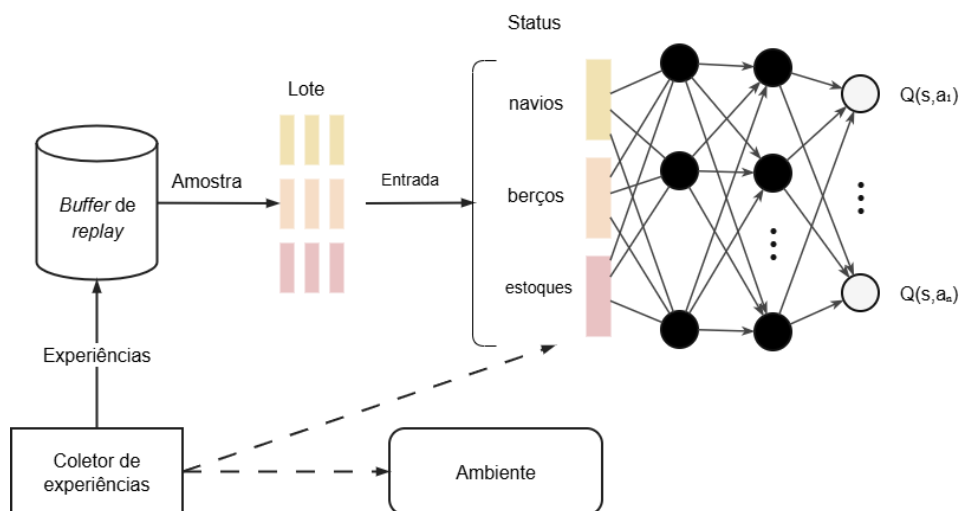 Status
Lote
navios
Q(s,a₁)
Buffer de
replay
Amostra
Entrada
berços
estoques
Q(s,aₙ)
Experiências
Coletor de
experiências
Ambiente